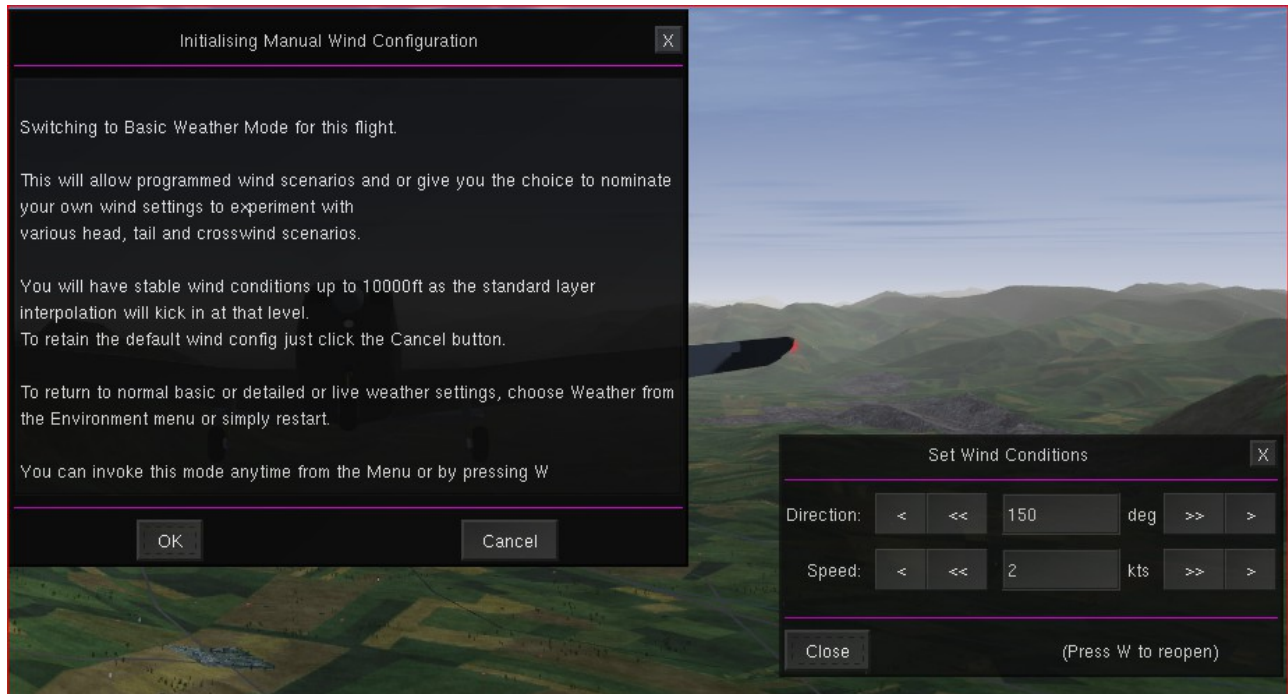 Initialising Manual Wind Configuration
X
Switching to Basic Weather Mode for this flight.
This will allow programmed wind scenarios and or give you the choice to nominate
your own wind settings to experiment with
various head, tail and crosswind scenarios.
You will have stable wind conditions up to 10000ft as the standard layer
interpolation will kick in at that level.
To retain the default wind config just click the Cancel button.
To return to normal basic or detailed or live weather settings, choose Weather from
the Environment menu or simply restart.
You can invoke this mode anytime from the Menu or by pressing W
OK Cancel
Set Wind Conditions X
Direction: < << 150 deg >> >
Speed: < << 2 kts >> >
Close (Press W to reopen)